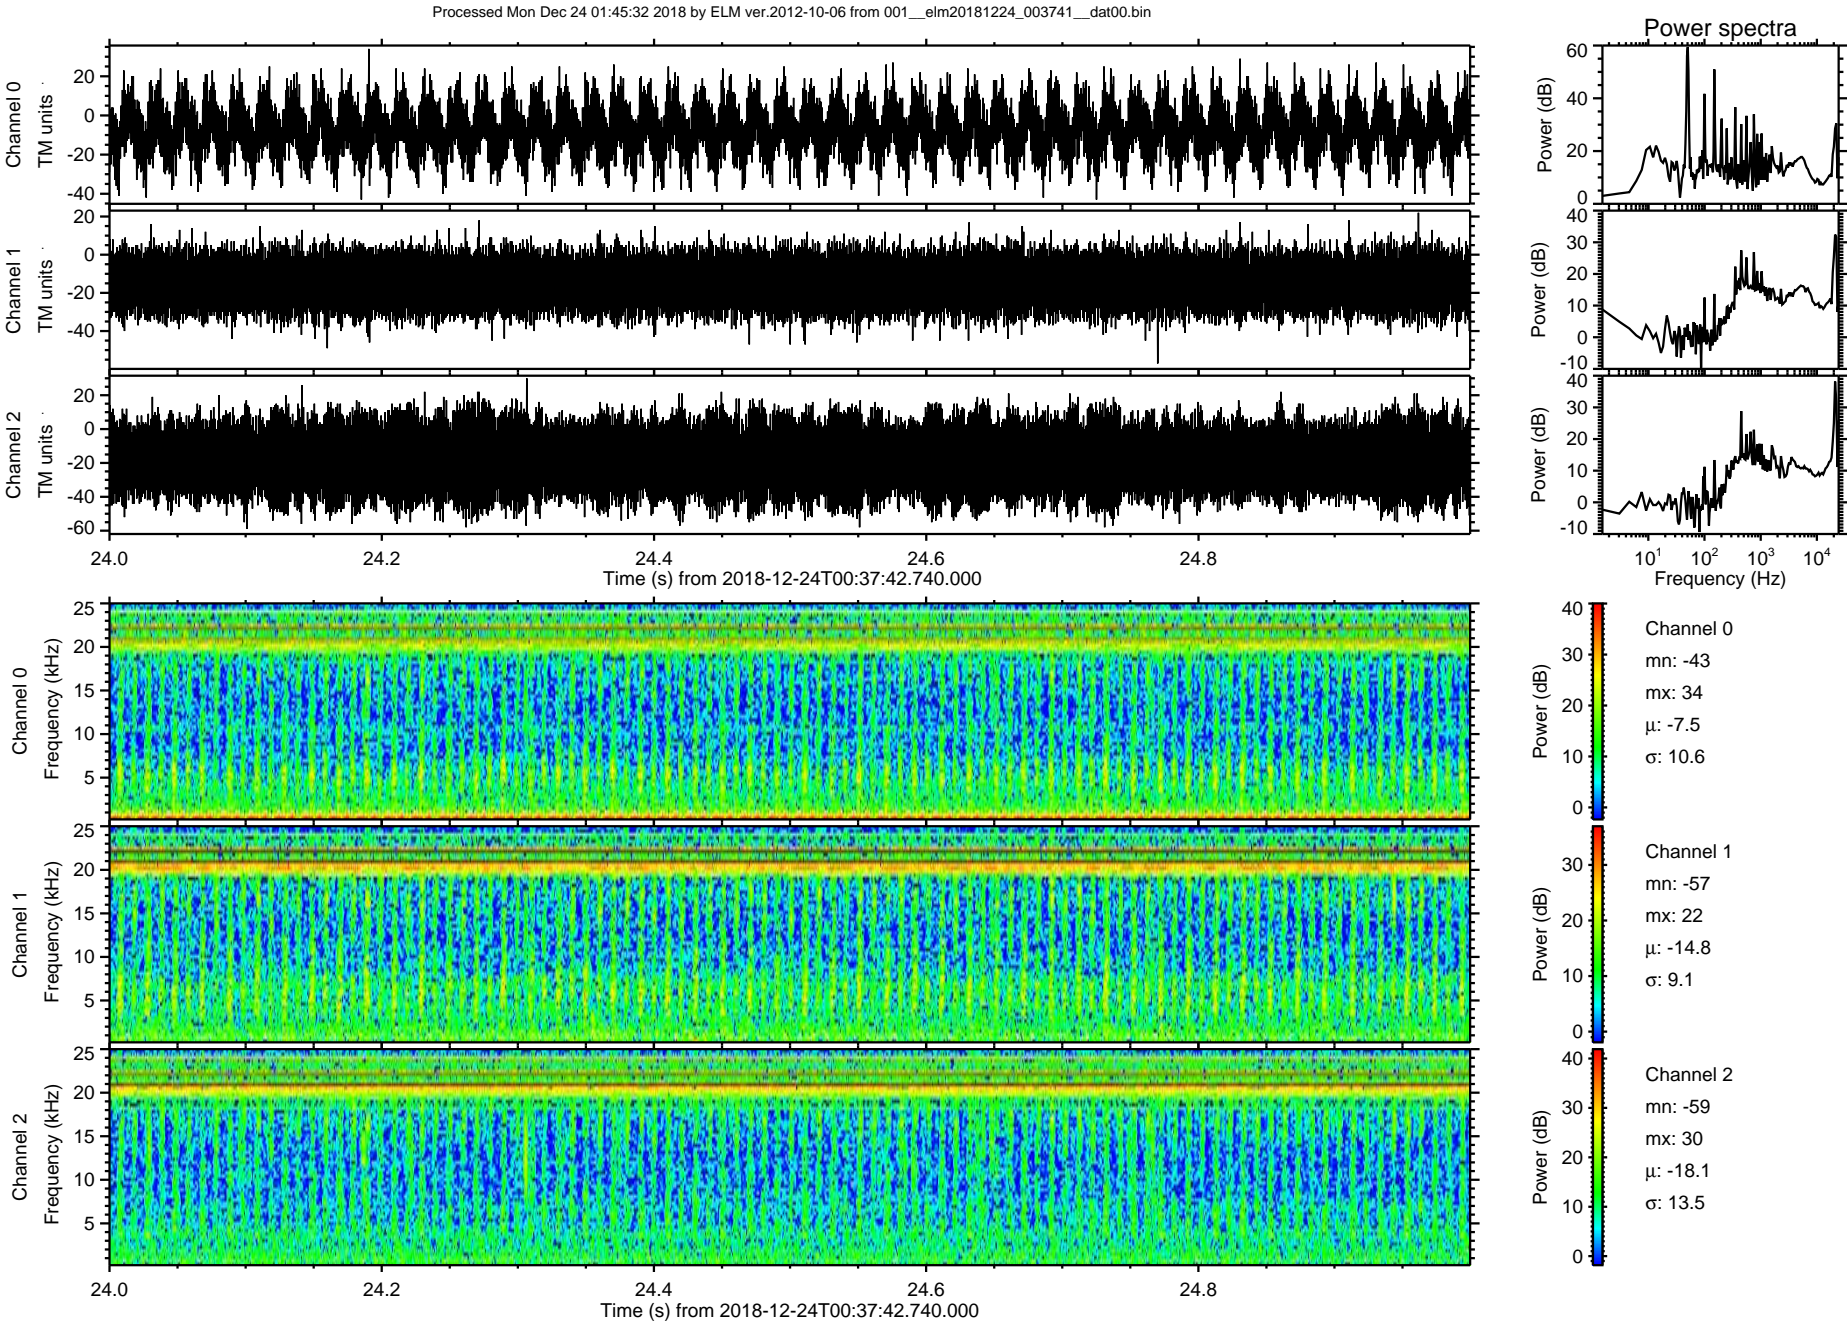 Processed Mon Dec 24 01:45:32 2018 by ELM ver.2012-10-06 from 001__elm20181224_003741__dat00.bin
Power spectra
Channel 0
TM units
20
0
-20
-40
Power (dB)
60
40
20
0
Channel 1
TM units
20
0
-20
-40
Power (dB)
40
30
20
10
0
-10
Channel 2
TM units
20
0
-20
-40
-60
Power (dB)
40
30
20
10
0
-10
24.0 24.2 24.4 24.6 24.8
Time (s) from 2018-12-24T00:37:42.740.000
10¹ 10² 10³ 10⁴
Frequency (Hz)
Channel 0
Frequency (kHz)
25
20
15
10
5
Power (dB)
40
30
20
10
0
Channel 0
mn: -43
mx: 34
μ: -7.5
σ: 10.6
Channel 1
Frequency (kHz)
25
20
15
10
5
Power (dB)
30
20
10
0
Channel 1
mn: -57
mx: 22
μ: -14.8
σ: 9.1
Channel 2
Frequency (kHz)
25
20
15
10
5
Power (dB)
40
30
20
10
0
Channel 2
mn: -59
mx: 30
μ: -18.1
σ: 13.5
24.0 24.2 24.4 24.6 24.8
Time (s) from 2018-12-24T00:37:42.740.000